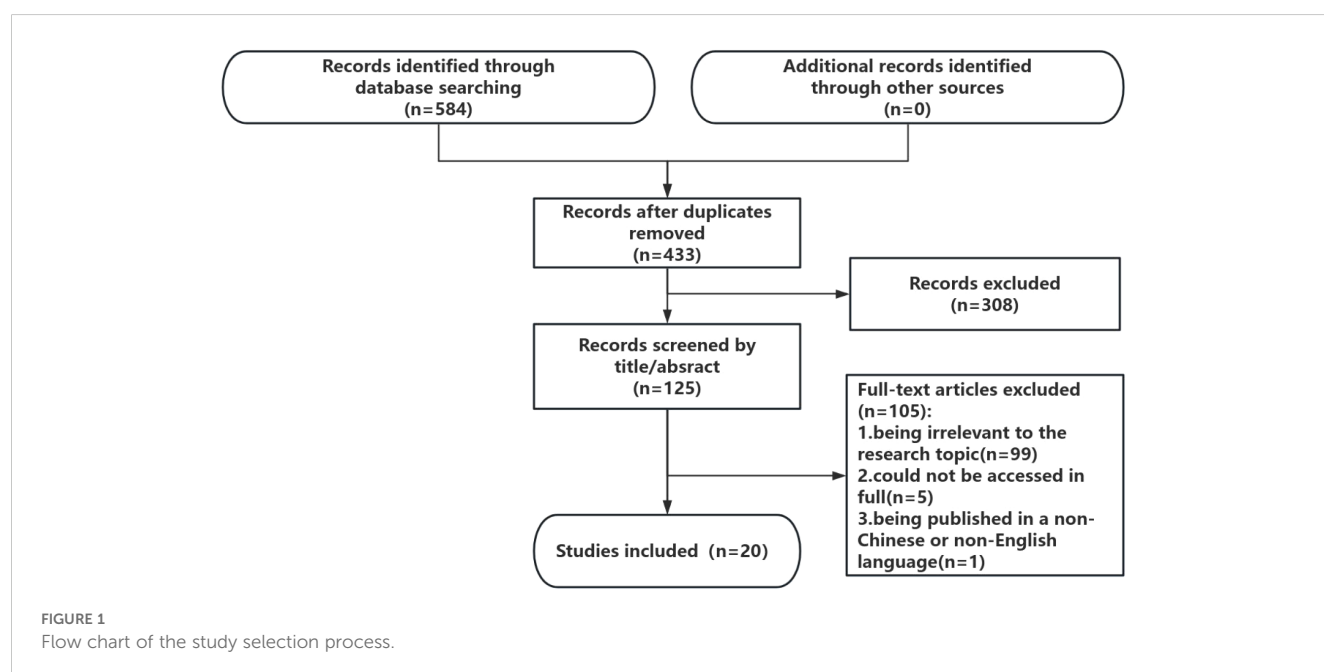 Records identified through
database searching
(n=584)
Additional records identified
through other sources
(n=0)
Records after duplicates
removed
(n=433)
Records excluded
(n=308)
Records screened by
title/absract
(n=125)
Full-text articles excluded
(n=105):
1.being irrelevant to the
research topic(n=99)
2.could not be accessed in
full(n=5)
3.being published in a non-
Chinese or non-English
language(n=1)
Studies included (n=20)
FIGURE 1
Flow chart of the study selection process.